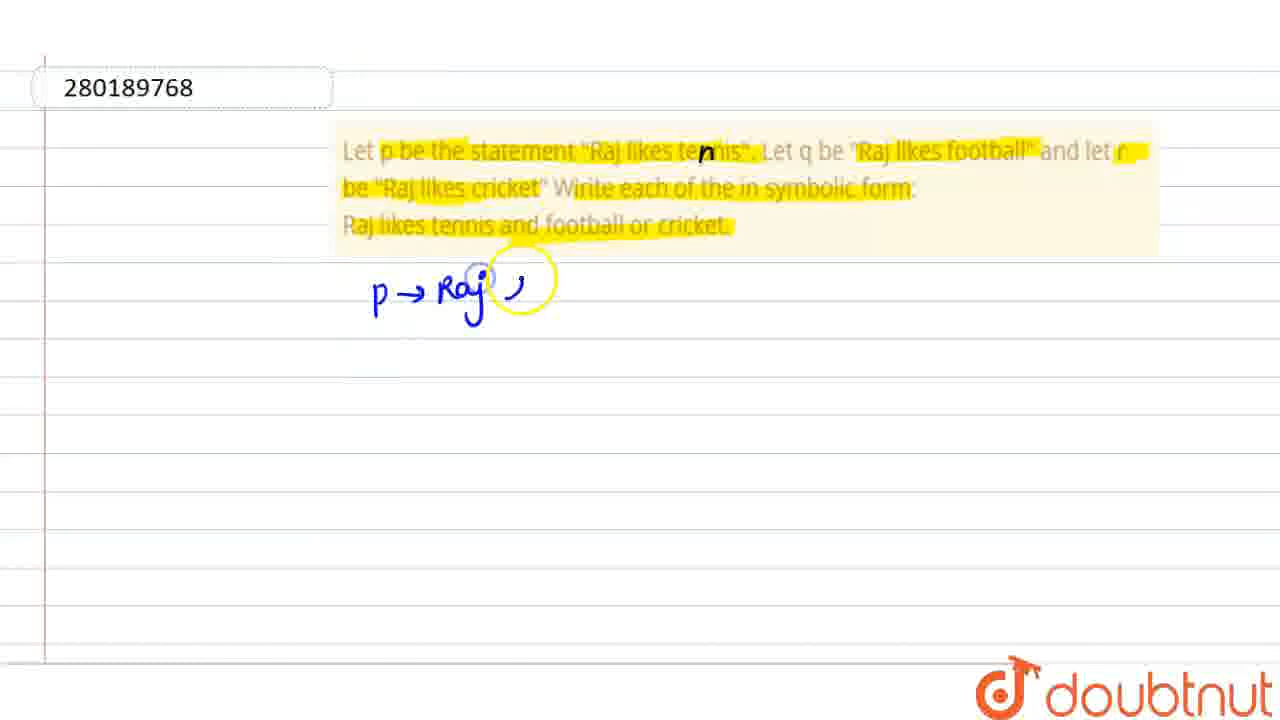 280189768
Let p be the statement "Raj likes tennis". Let q be "Raj likes football" and let r
be "Raj likes cricket" Wirite each of the in symbolic form:
Raj likes tennis and football or cricket.
p → Raj
doubtnut